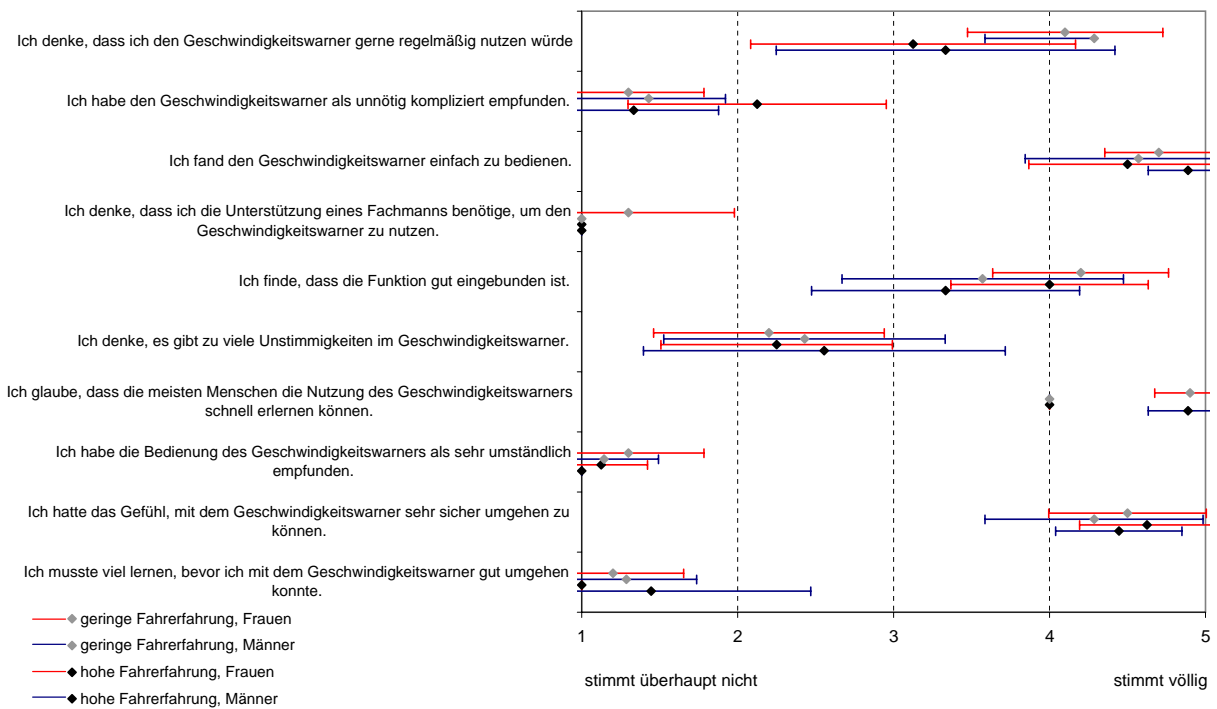 Ich denke, dass ich den Geschwindigkeitswarner gerne regelmäßig nutzen würde
Ich habe den Geschwindigkeitswarner als unnötig kompliziert empfunden.
Ich fand den Geschwindigkeitswarner einfach zu bedienen.
Ich denke, dass ich die Unterstützung eines Fachmanns benötige, um den
Geschwindigkeitswarner zu nutzen.
Ich finde, dass die Funktion gut eingebunden ist.
Ich denke, es gibt zu viele Unstimmigkeiten im Geschwindigkeitswarner.
Ich glaube, dass die meisten Menschen die Nutzung des Geschwindigkeitswarners
schnell erlernen können.
Ich habe die Bedienung des Geschwindigkeitswarners als sehr umständlich
empfunden.
Ich hatte das Gefühl, mit dem Geschwindigkeitswarner sehr sicher umgehen zu
können.
Ich musste viel lernen, bevor ich mit dem Geschwindigkeitswarner gut umgehen
konnte.
geringe Fahrerfahrung, Frauen
geringe Fahrerfahrung, Männer
hohe Fahrerfahrung, Frauen
hohe Fahrerfahrung, Männer
1 2 3 4 5
stimmt überhaupt nicht stimmt völlig